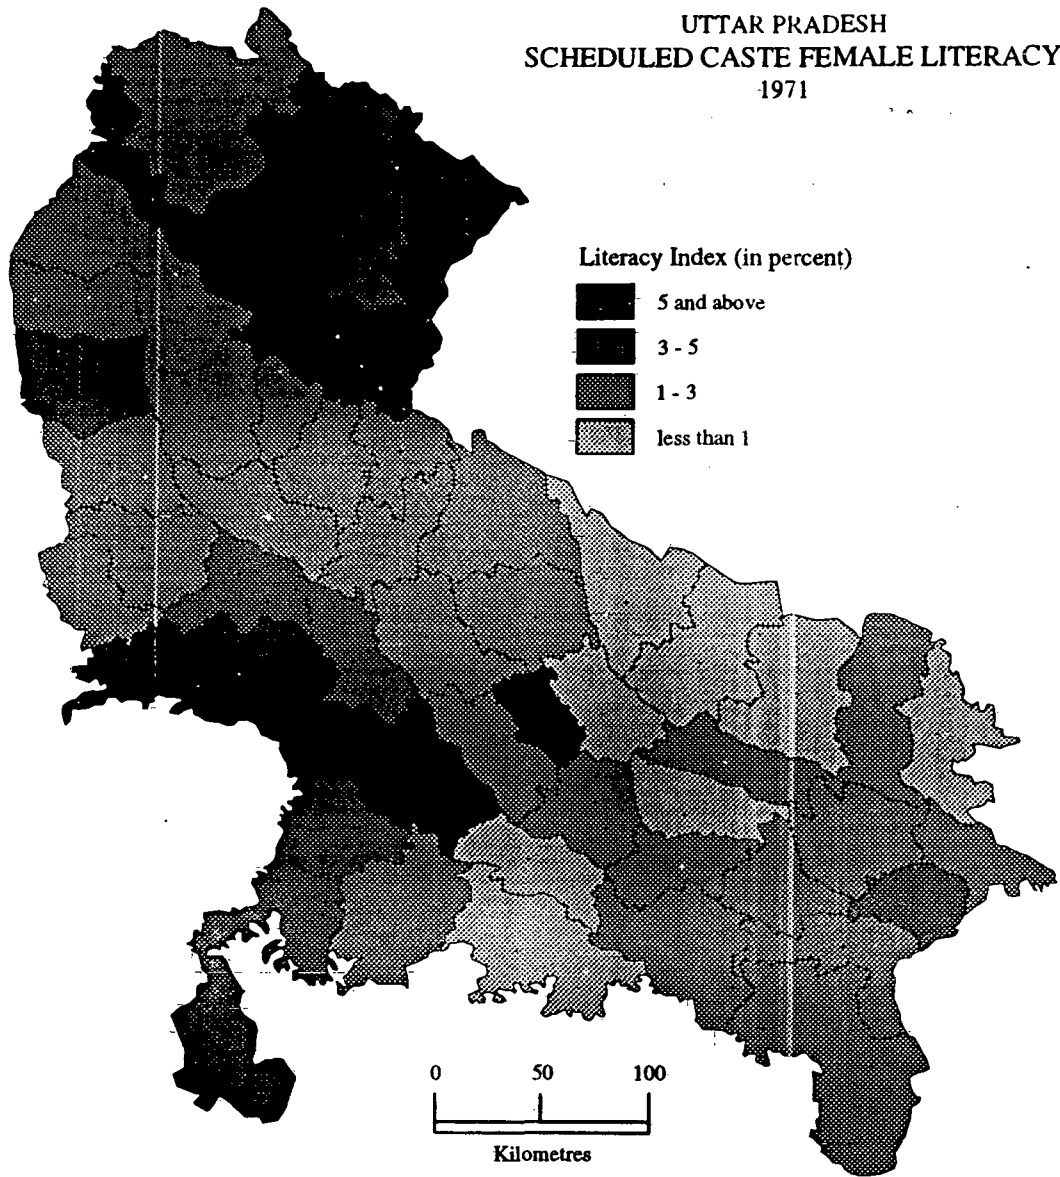 UTTAR PRADESH
SCHEDULED CASTE FEMALE LITERACY
1971
Literacy Index (in percent)
5 and above
3 - 5
1 - 3
less than 1
0 50 100
Kilometres